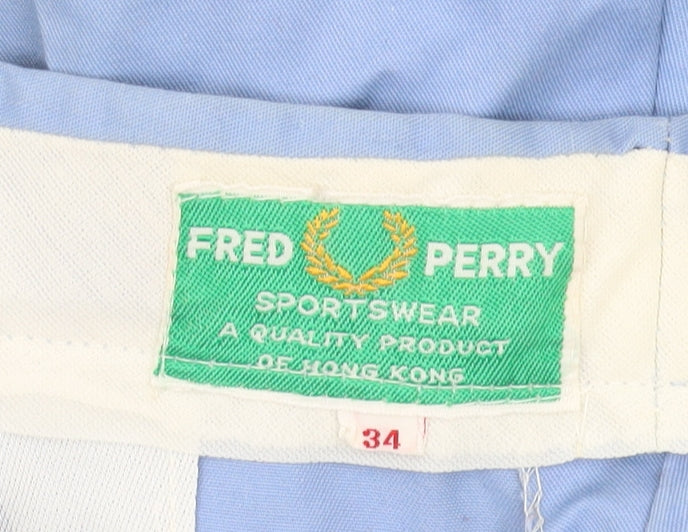 FRED PERRY
SPORTSWEAR
A QUALITY PRODUCT
OF HONG KONG
34